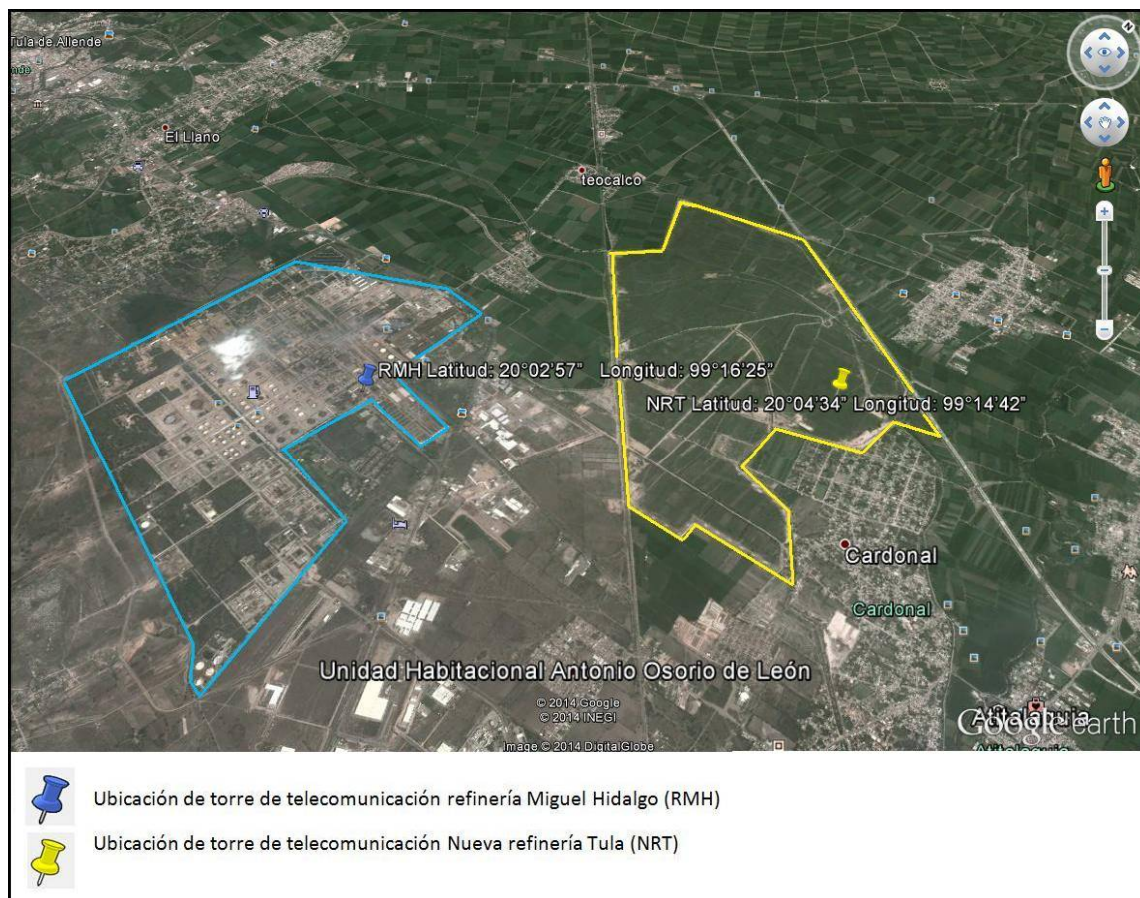 Tula de Allende
El Llano
teocalco
RMH Latitud: 20°02'57" Longitud: 99°16'25"
NRT Latitud: 20°04'34" Longitud: 99°14'42"
Cardonal
Cardonal
Unidad Habitacional Antonio Osorio de León
© 2014 Google
© 2014 INEGI
Image © 2014 DigitalGlobe
Atitalaquia
Google earth
Atitalaquia
N
Ubicación de torre de telecomunicación refinería Miguel Hidalgo (RMH)
Ubicación de torre de telecomunicación Nueva refinería Tula (NRT)